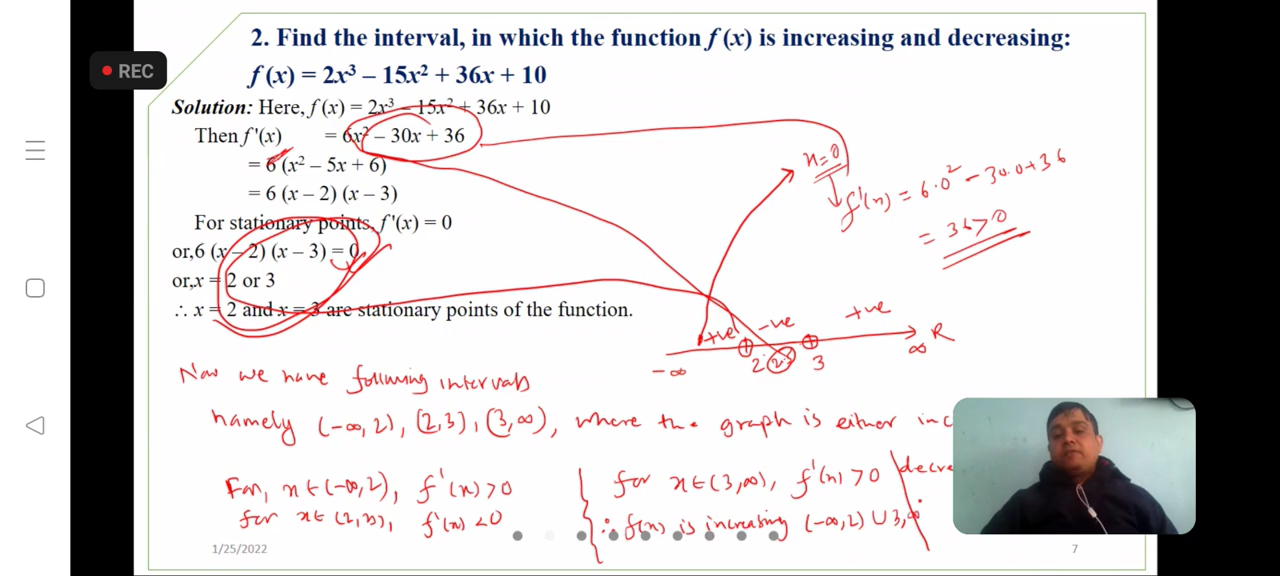 2. Find the interval, in which the function f (x) is increasing and decreasing:
f (x) = 2x³ – 15x² + 36x + 10
REC
Solution: Here, f (x) = 2x³ – 15x² + 36x + 10
Then f '(x) = 6x² – 30x + 36
= 6 (x² – 5x + 6)
= 6 (x – 2) (x – 3)
For stationary points, f '(x) = 0
or,6 (x – 2) (x – 3) = 0
or,x = 2 or 3
∴ x = 2 and x = 3 are stationary points of the function.
x=0
f'(x) = 6·0² - 30·0+36
= 36>0
+ve -ve +ve
-∞ 2 3 ∞ R
Now we have following intervals
namely (-∞,2), (2,3), (3,∞), where the graph is either inc
For, x∈(-∞,2), f'(x)>0
for x∈(2,3), f'(x)<0
for x∈(3,∞), f'(x)>0
∴ f(x) is increasing (-∞,2) ∪ 3,∞
decre
1/25/2022
7